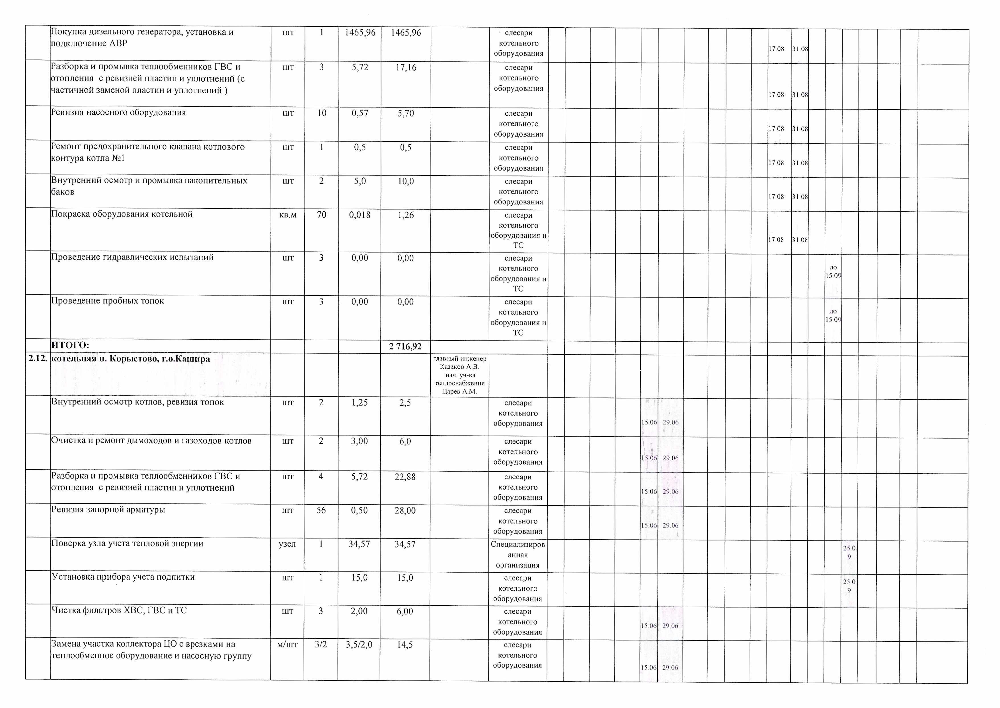 Покупка дизельного генератора, установка и подключение АВР шт 1 1465,96 1465,96 слесари котельного оборудования 17.08 31.08
Разборка и промывка теплообменников ГВС и отопления с ревизией пластин и уплотнений (с частичной заменой пластин и уплотнений ) шт 3 5,72 17,16 слесари котельного оборудования 17.08 31.08
Ревизия насосного оборудования шт 10 0,57 5,70 слесари котельного оборудования 17.08 31.08
Ремонт предохранительного клапана котлового контура котла №1 шт 1 0,5 0,5 слесари котельного оборудования 17.08 31.08
Внутренний осмотр и промывка накопительных баков шт 2 5,0 10,0 слесари котельного оборудования 17.08 31.08
Покраска оборудования котельной кв.м 70 0,018 1,26 слесари котельного оборудования и ТС 17.08 31.08
Проведение гидравлических испытаний шт 3 0,00 0,00 слесари котельного оборудования и ТС до 15.09
Проведение пробных топок шт 3 0,00 0,00 слесари котельного оборудования и ТС до 15.09
ИТОГО: 2 716,92
2.12. котельная п. Корыстово, г.о.Кашира главный инженер Казаков А.В. нач. уч-ка теплоснабжения Царев А.М.
Внутренний осмотр котлов, ревизия топок шт 2 1,25 2,5 слесари котельного оборудования 15.06 29.06
Очистка и ремонт дымоходов и газоходов котлов шт 2 3,00 6,0 слесари котельного оборудования 15.06 29.06
Разборка и промывка теплообменников ГВС и отопления с ревизией пластин и уплотнений шт 4 5,72 22,88 слесари котельного оборудования 15.06 29.06
Ревизия запорной арматуры шт 56 0,50 28,00 слесари котельного оборудования 15.06 29.06
Поверка узла учета тепловой энергии узел 1 34,57 34,57 Специализированная организация 25.09
Установка прибора учета подпитки шт 1 15,0 15,0 слесари котельного оборудования 25.09
Чистка фильтров ХВС, ГВС и ТС шт 3 2,00 6,00 слесари котельного оборудования 15.06 29.06
Замена участка коллектора ЦО с врезками на теплообменное оборудование и насосную группу м/шт 3/2 3,5/2,0 14,5 слесари котельного оборудования 15.06 29.06